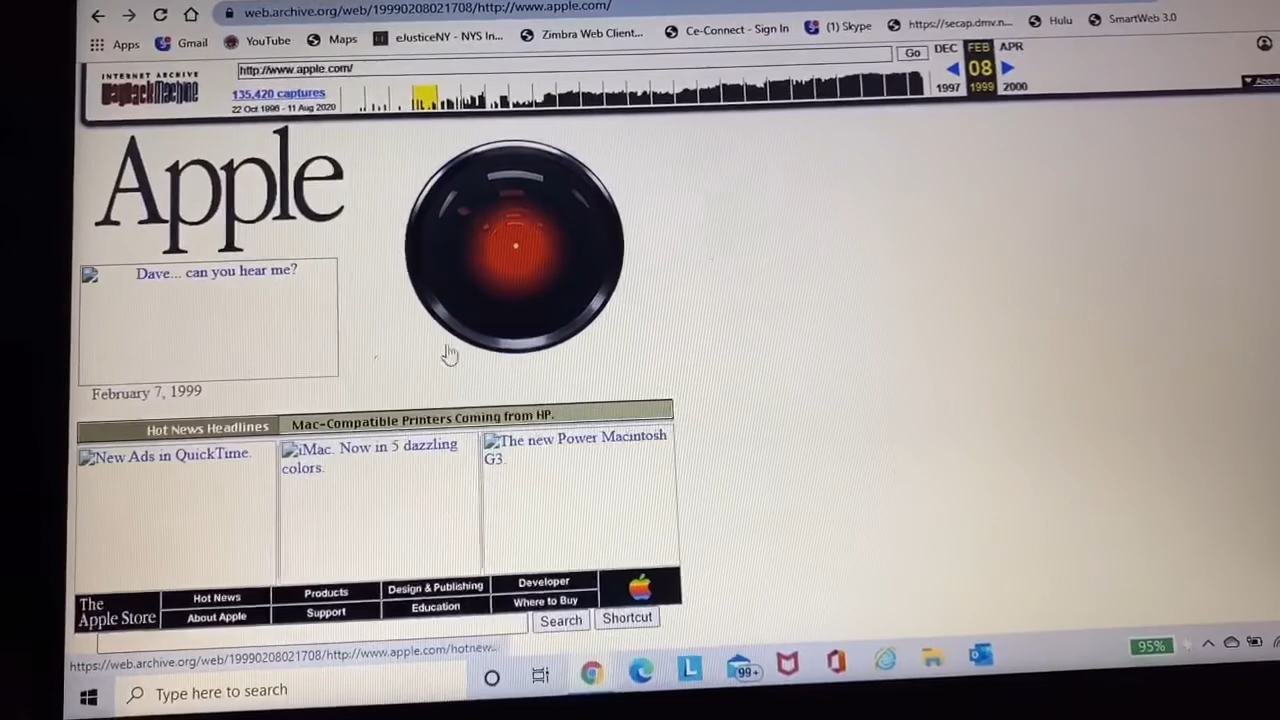 web.archive.org/web/19990208021708/http://www.apple.com/
Apps Gmail YouTube Maps eJusticeNY - NYS In... Zimbra Web Client... Ce-Connect - Sign In (1) Skype https://secap.dmv.n... Hulu SmartWeb 3.0
INTERNET ARCHIVE
WayBackMachine
http://www.apple.com/
Go
DEC FEB APR
135,420 captures
08
22 Oct 1996 - 11 Aug 2020
1997 1999 2000
Apple
Dave... can you hear me?
February 7, 1999
Hot News Headlines Mac-Compatible Printers Coming from HP.
New Ads in QuickTime.
iMac. Now in 5 dazzling
colors.
The new Power Macintosh
G3.
The
Apple Store
Hot News Products Design & Publishing Developer
About Apple Support Education Where to Buy
Search Shortcut
https://web.archive.org/web/19990208021708/http://www.apple.com/hotnew...
Type here to search
L
99+
95%